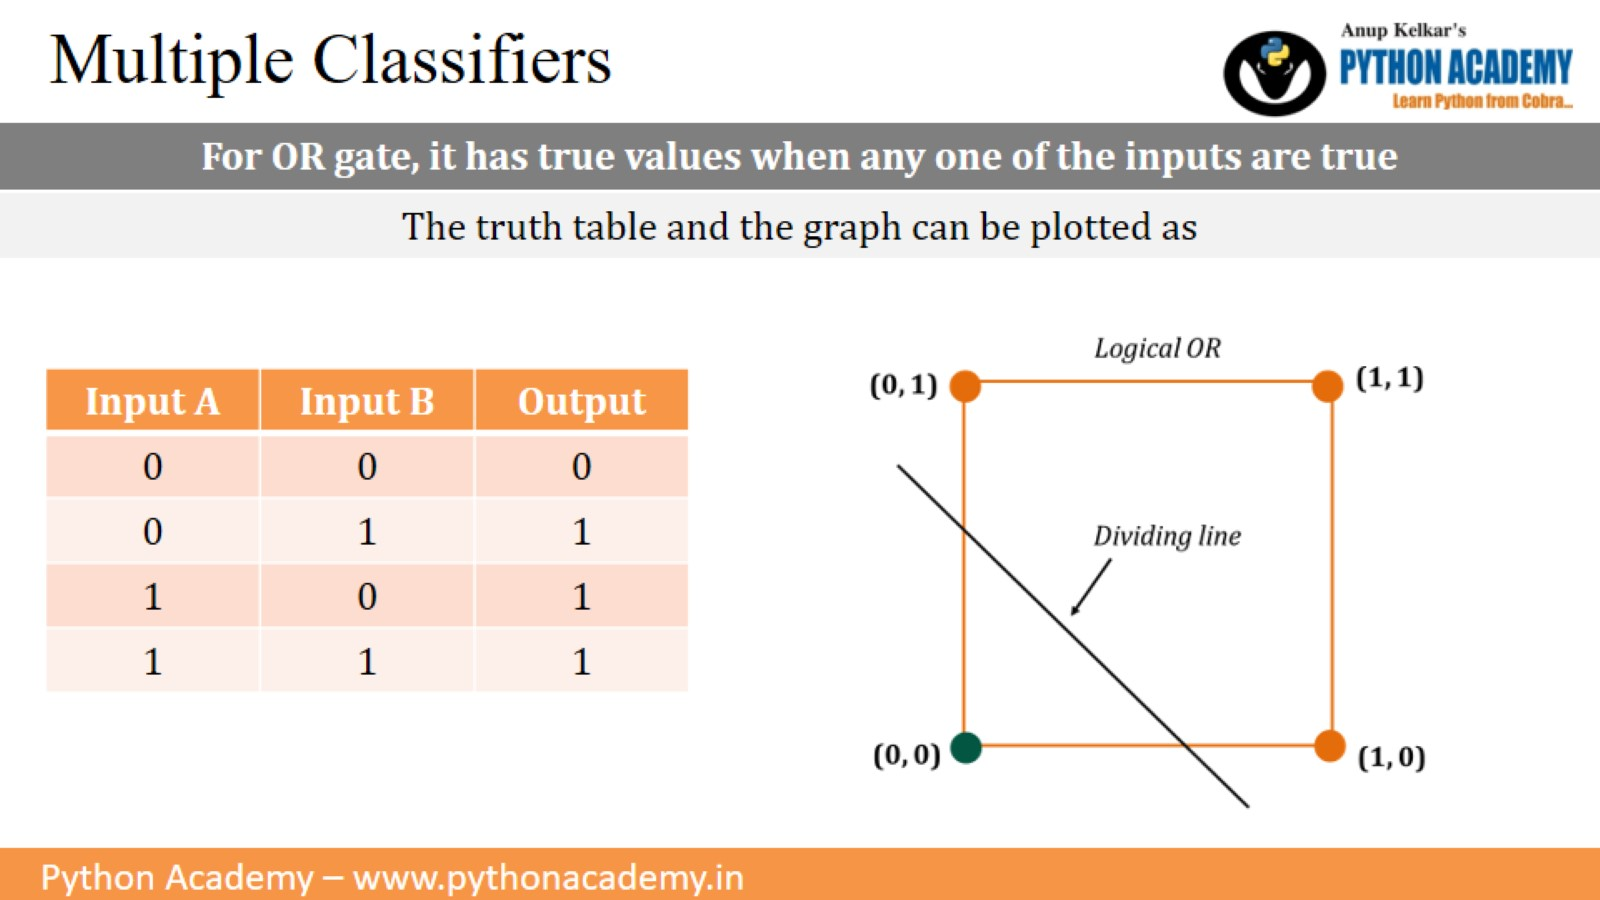 Multiple Classifiers
Anup Kelkar's
PYTHON ACADEMY
Learn Python from Cobra...
For OR gate, it has true values when any one of the inputs are true
The truth table and the graph can be plotted as
Input A Input B Output
0 0 0
0 1 1
1 0 1
1 1 1
Logical OR
(0, 1)
(1, 1)
Dividing line
(0, 0)
(1, 0)
Python Academy – www.pythonacademy.in